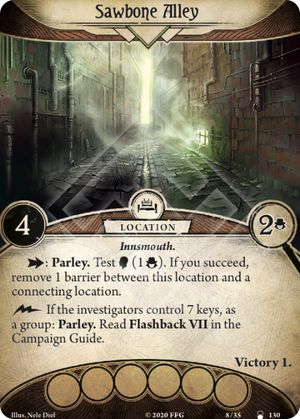 Sawbone Alley
4
LOCATION
2
Innsmouth.
: Parley. Test (1). If you succeed,
remove 1 barrier between this location and a
connecting location.
If the investigators control 7 keys, as
a group: Parley. Read Flashback VII in the
Campaign Guide.
Victory 1.
Illus. Nele Diel
© 2020 FFG
8/35
130